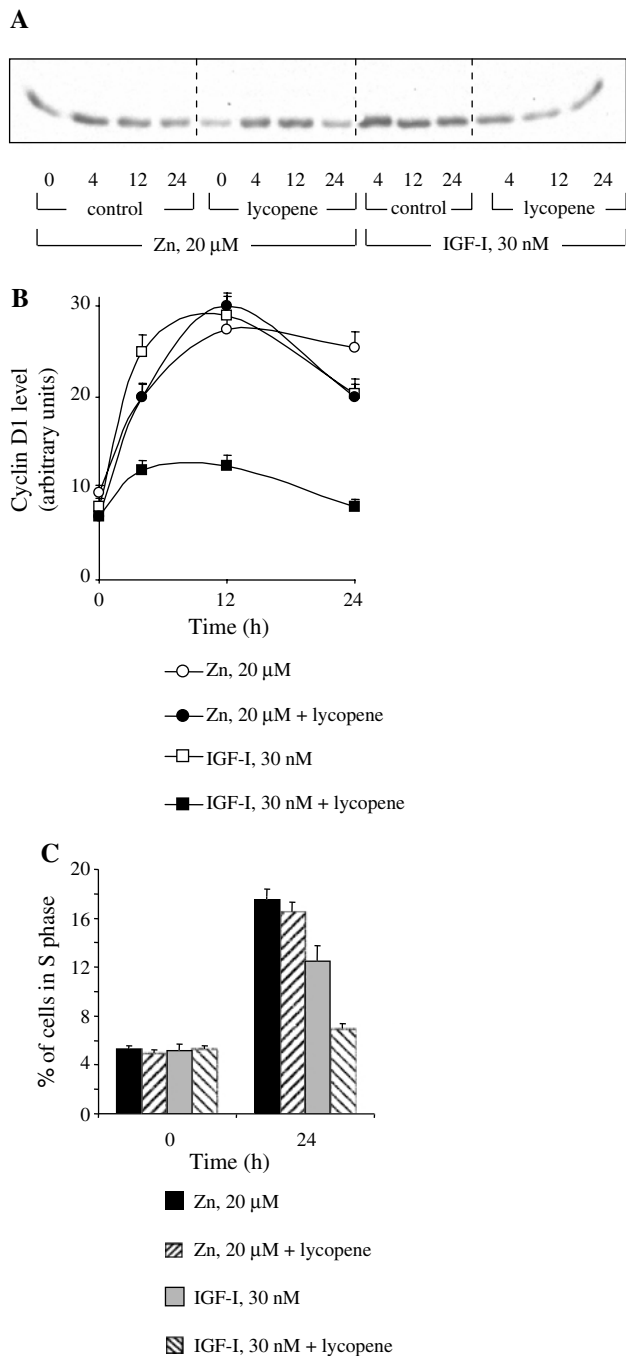 A
0 4 12 24 0 4 12 24 4 12 24 4 12 24
control lycopene control lycopene
Zn, 20 μM IGF-I, 30 nM
B
Cyclin D1 level
(arbitrary units)
30
20
10
0
0 12 24
Time (h)
Zn, 20 μM
Zn, 20 μM + lycopene
IGF-I, 30 nM
IGF-I, 30 nM + lycopene
C
% of cells in S phase
20
16
12
8
4
0
0 24
Time (h)
Zn, 20 μM
Zn, 20 μM + lycopene
IGF-I, 30 nM
IGF-I, 30 nM + lycopene